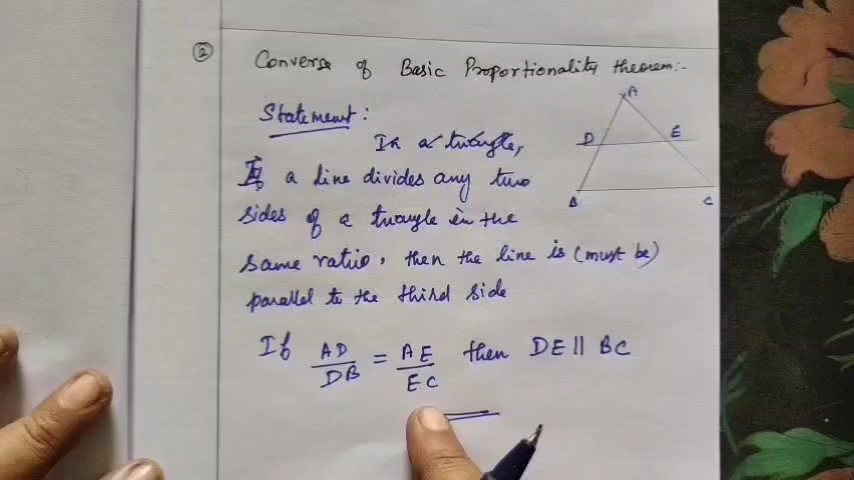 ② Converse of Basic Proportionality theorem:-
Statement:
In a triangle,
If a line divides any two
sides of a triangle in the
same ratio, then the line is (must be)
parallel to the third side
If AD/DB = AE/EC then DE || BC
A
D E
B C